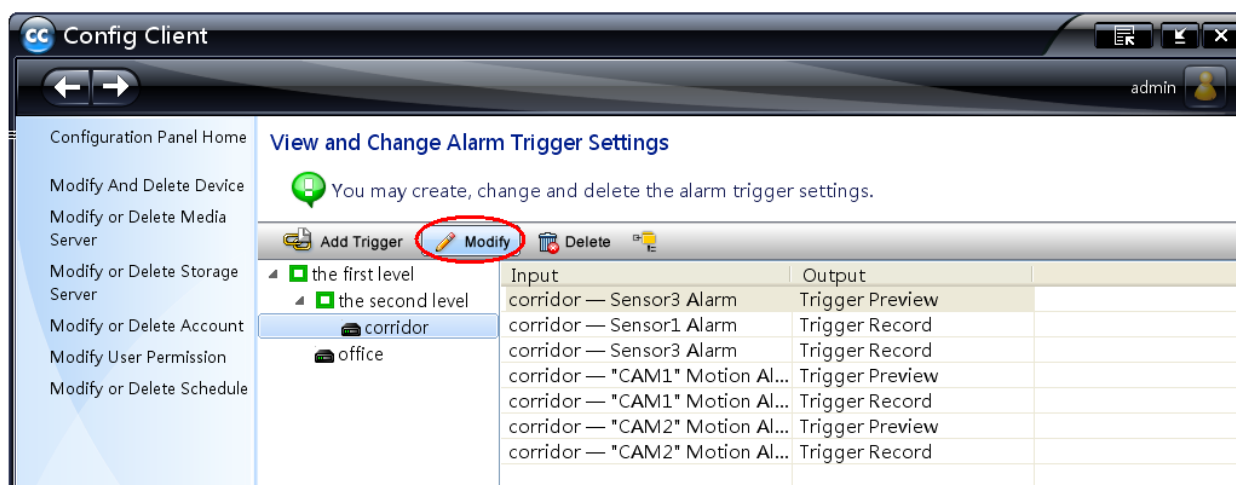 CC Config Client
admin
Configuration Panel Home
Modify And Delete Device
Modify or Delete Media
Server
Modify or Delete Storage
Server
Modify or Delete Account
Modify User Permission
Modify or Delete Schedule
View and Change Alarm Trigger Settings
You may create, change and delete the alarm trigger settings.
Add Trigger Modify Delete
the first level
the second level
corridor
office
Input Output
corridor — Sensor3 Alarm Trigger Preview
corridor — Sensor1 Alarm Trigger Record
corridor — Sensor3 Alarm Trigger Record
corridor — "CAM1" Motion Al... Trigger Preview
corridor — "CAM1" Motion Al... Trigger Record
corridor — "CAM2" Motion Al... Trigger Preview
corridor — "CAM2" Motion Al... Trigger Record